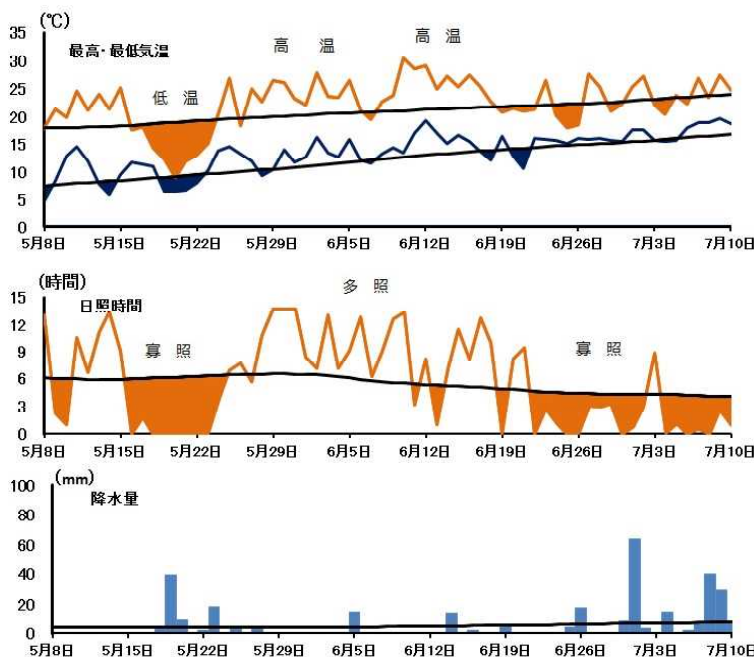 (℃)
35
30
25
20
15
10
5
0
最高・最低気温
低 温
高 温
高 温
5月8日 5月15日 5月22日 5月29日 6月5日 6月12日 6月19日 6月26日 7月3日 7月10日
(時間)
15
12
9
6
3
0
日照時間
寡 照
多 照
寡 照
5月8日 5月15日 5月22日 5月29日 6月5日 6月12日 6月19日 6月26日 7月3日 7月10日
(mm)
100
80
60
40
20
0
降水量
5月8日 5月15日 5月22日 5月29日 6月5日 6月12日 6月19日 6月26日 7月3日 7月10日